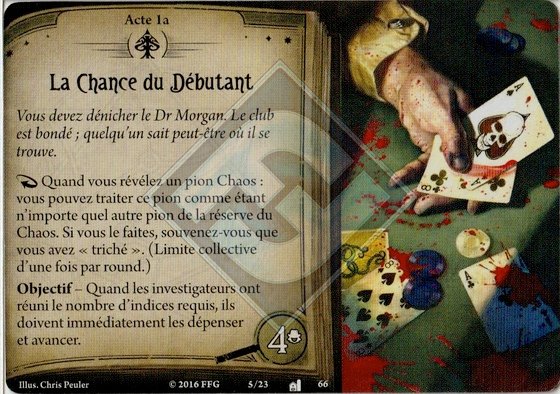 Acte 1a
La Chance du Débutant
Vous devez dénicher le Dr Morgan. Le club
est bondé ; quelqu'un sait peut-être où il se
trouve.
Quand vous révélez un pion Chaos :
vous pouvez traiter ce pion comme étant
n'importe quel autre pion de la réserve du
Chaos. Si vous le faites, souvenez-vous que
vous avez « triché ». (Limite collective
d'une fois par round.)
Objectif – Quand les investigateurs ont
réuni le nombre d'indices requis, ils
doivent immédiatement les dépenser
et avancer.
4
Illus. Chris Peuler © 2016 FFG 5/23 66
A
8